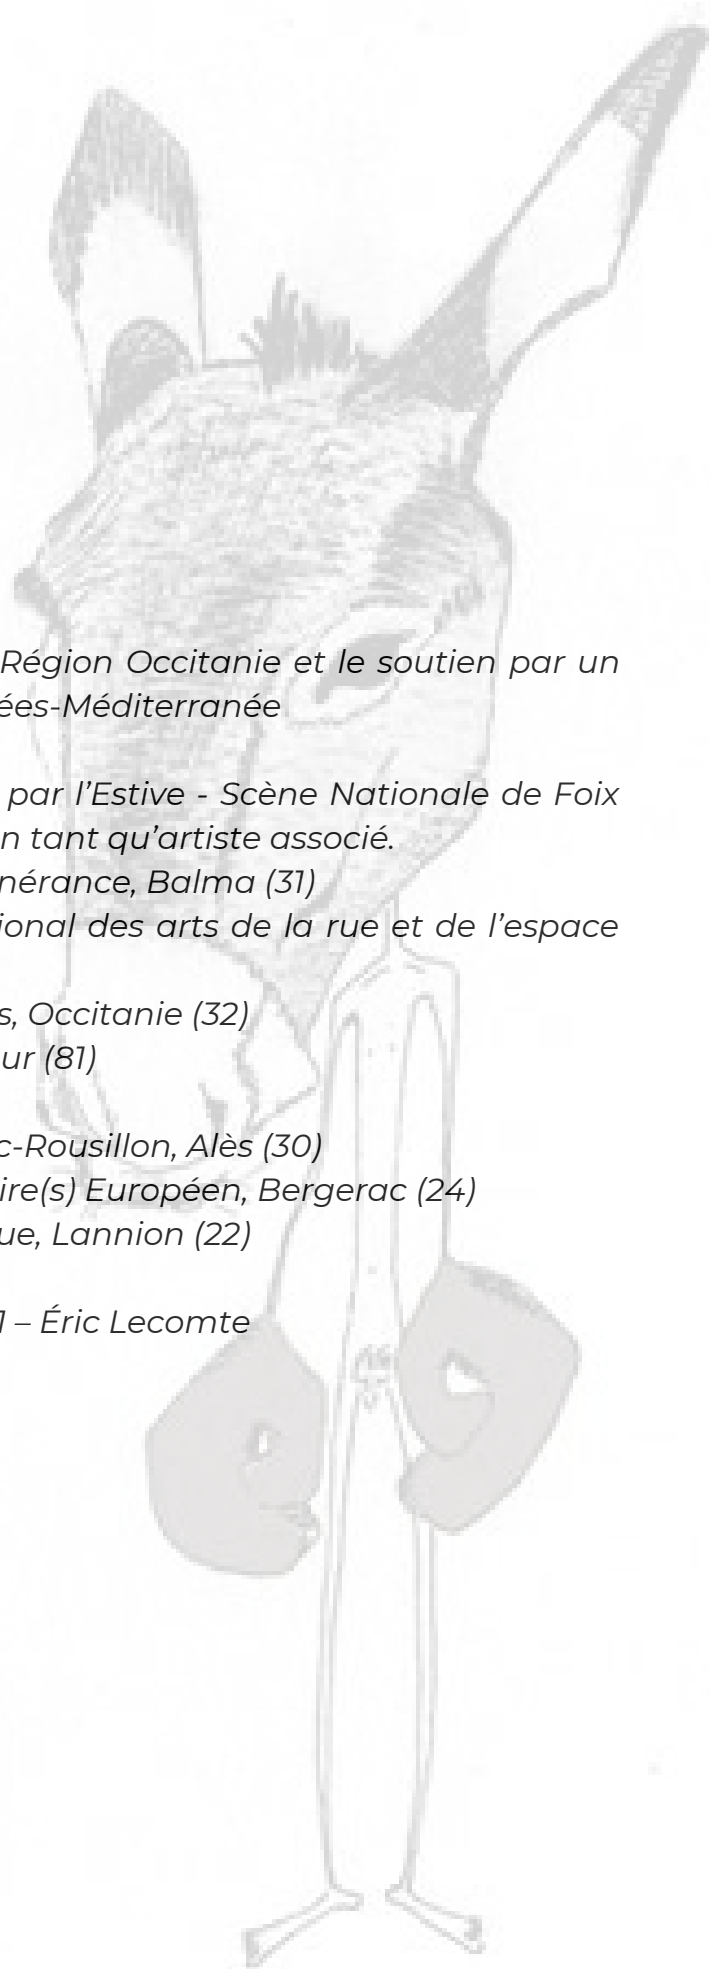 Région Occitanie et le soutien par un
ées-Méditerranée
par l’Estive - Scène Nationale de Foix
n tant qu’artiste associé.
nérance, Balma (31)
ional des arts de la rue et de l’espace
s, Occitanie (32)
ur (81)
c-Rousillon, Alès (30)
ire(s) Européen, Bergerac (24)
ue, Lannion (22)
1 – Éric Lecomte